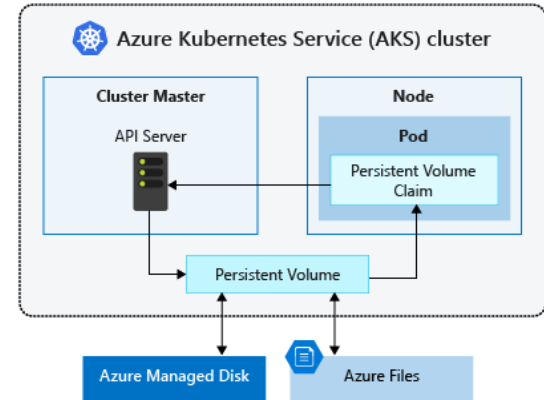 Azure Kubernetes Service (AKS) cluster
Cluster Master
API Server
Node
Pod
Persistent Volume
Claim
Persistent Volume
Azure Managed Disk
Azure Files